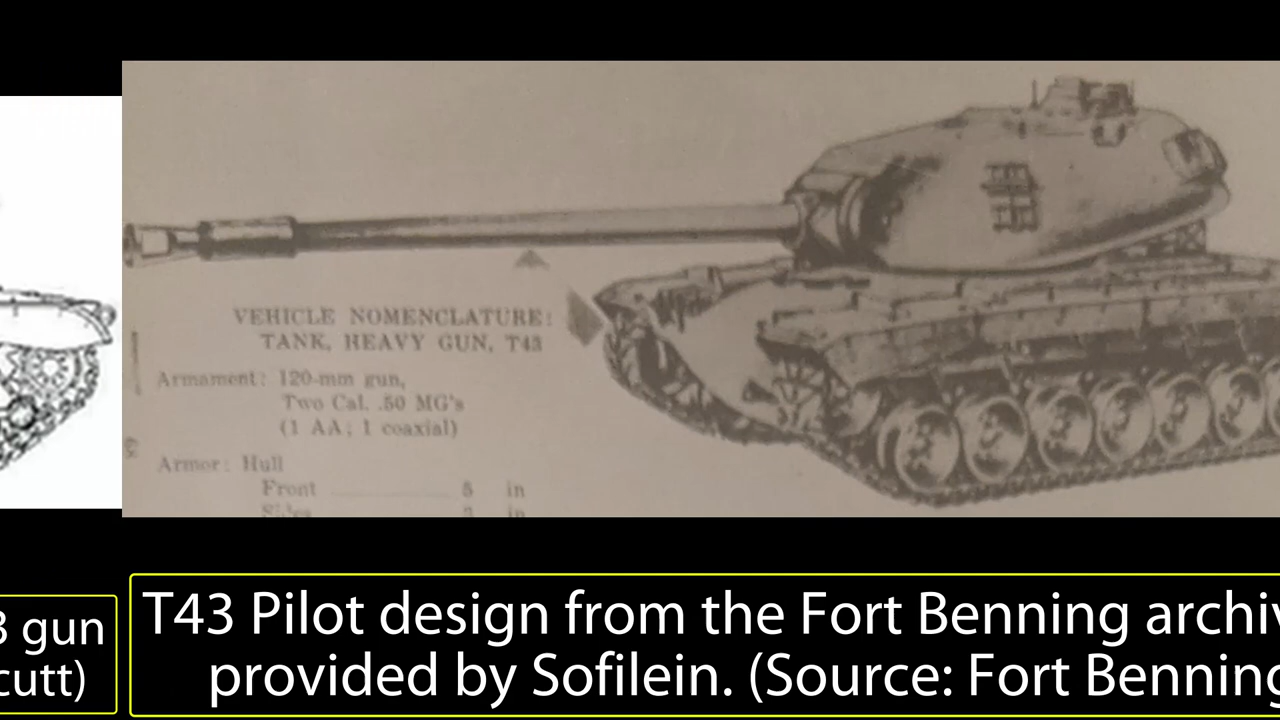 VEHICLE NOMENCLATURE:
TANK, HEAVY GUN, T43
Armament: 120-mm gun,
Two Cal. .50 MG's
(1 AA; 1 coaxial)
Armor: Hull
Front 5 in
Sides in
3 gun
cutt)
T43 Pilot design from the Fort Benning archiv
provided by Sofilein. (Source: Fort Benning